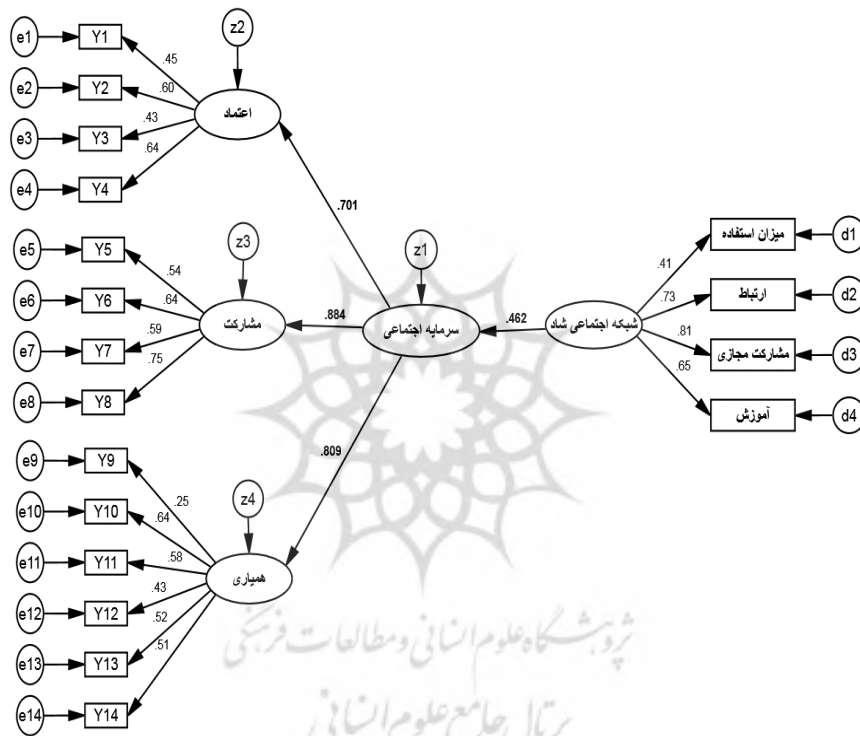 e1
Y1
.45
e2
Y2
.60
e3
Y3
.43
e4
Y4
.64
z2
اعتماد
.701
e5
Y5
.54
e6
Y6
.64
e7
Y7
.59
e8
Y8
.75
z3
مشارکت
.884
z1
سرمایه اجتماعی
.462
شبکه اجتماعی شاد
.41
میزان استفاده
d1
.73
ارتباط
d2
.81
مشارکت مجازی
d3
.65
آموزش
d4
.809
e9
Y9
.25
e10
Y10
.64
e11
Y11
.58
e12
Y12
.43
e13
Y13
.52
e14
Y14
.51
z4
همیاری
پژوهشگاه علوم انسانی و مطالعات فرهنگی
پرتال جامع علوم انسانی